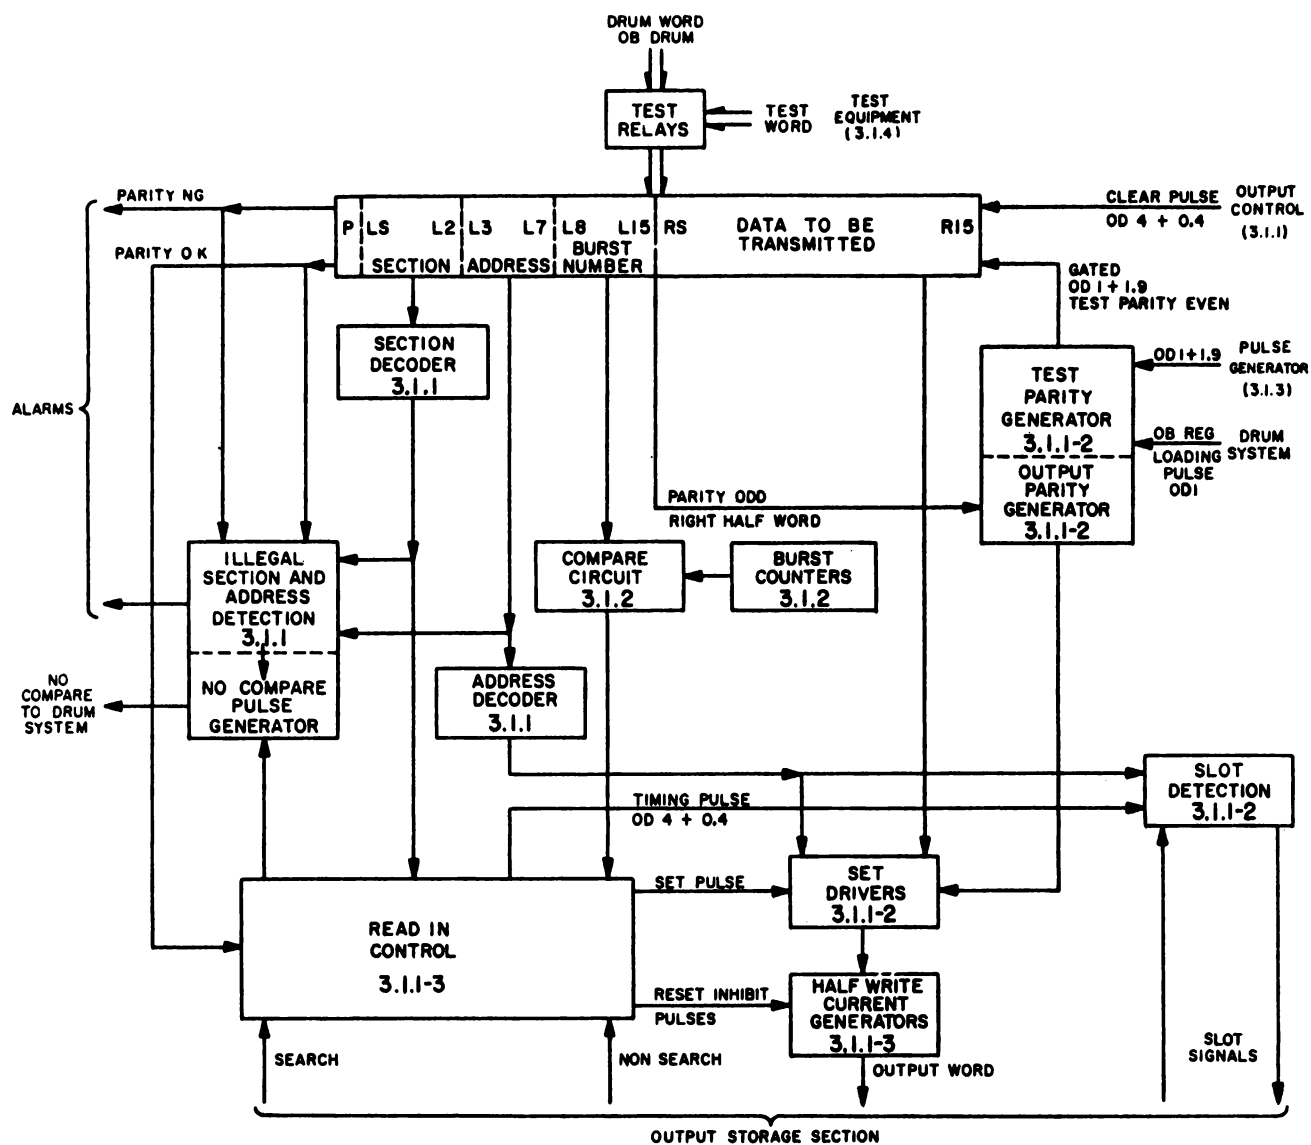 DRUM WORD
OB DRUM
TEST
RELAYS
TEST
WORD
TEST
EQUIPMENT
(3.1.4)
PARITY NG
PARITY OK
P
LS
L2
L3
L7
L8
L15
RS
R15
SECTION
ADDRESS
BURST
NUMBER
DATA TO BE
TRANSMITTED
CLEAR PULSE
OD 4 + 0.4
OUTPUT
CONTROL
(3.1.1)
GATED
OD 1 + 1.9
TEST PARITY EVEN
SECTION
DECODER
3.1.1
ALARMS
TEST
PARITY
GENERATOR
3.1.1-2
OUTPUT
PARITY
GENERATOR
3.1.1-2
OD1+1.9
PULSE
GENERATOR
(3.1.3)
OB REG
LOADING
PULSE
OD1
DRUM
SYSTEM
PARITY ODD
RIGHT HALF WORD
ILLEGAL
SECTION AND
ADDRESS
DETECTION
3.1.1
NO COMPARE
PULSE
GENERATOR
COMPARE
CIRCUIT
3.1.2
BURST
COUNTERS
3.1.2
NO
COMPARE
TO DRUM
SYSTEM
ADDRESS
DECODER
3.1.1
SLOT
DETECTION
3.1.1-2
TIMING PULSE
OD 4 + 0.4
READ IN
CONTROL
3.1.1-3
SET PULSE
SET
DRIVERS
3.1.1-2
RESET INHIBIT
PULSES
HALF WRITE
CURRENT
GENERATORS
3.1.1-3
SEARCH
NON SEARCH
OUTPUT WORD
SLOT
SIGNALS
OUTPUT STORAGE SECTION